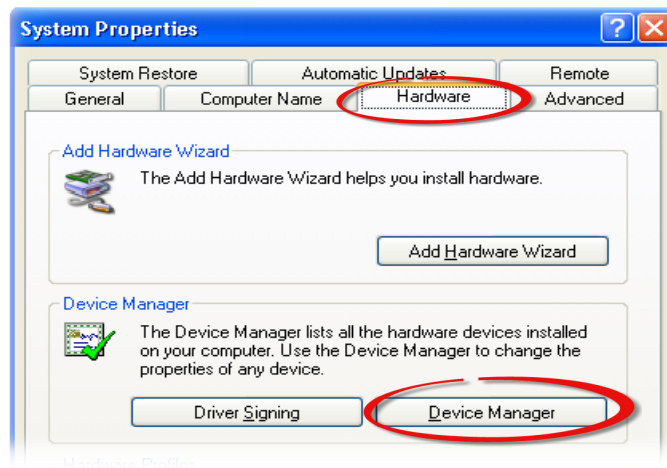 System Properties
System Restore Automatic Updates Remote
General Computer Name Hardware Advanced
Add Hardware Wizard
The Add Hardware Wizard helps you install hardware.
Add Hardware Wizard
Device Manager
The Device Manager lists all the hardware devices installed
on your computer. Use the Device Manager to change the
properties of any device.
Driver Signing Device Manager
Hardware Profiles